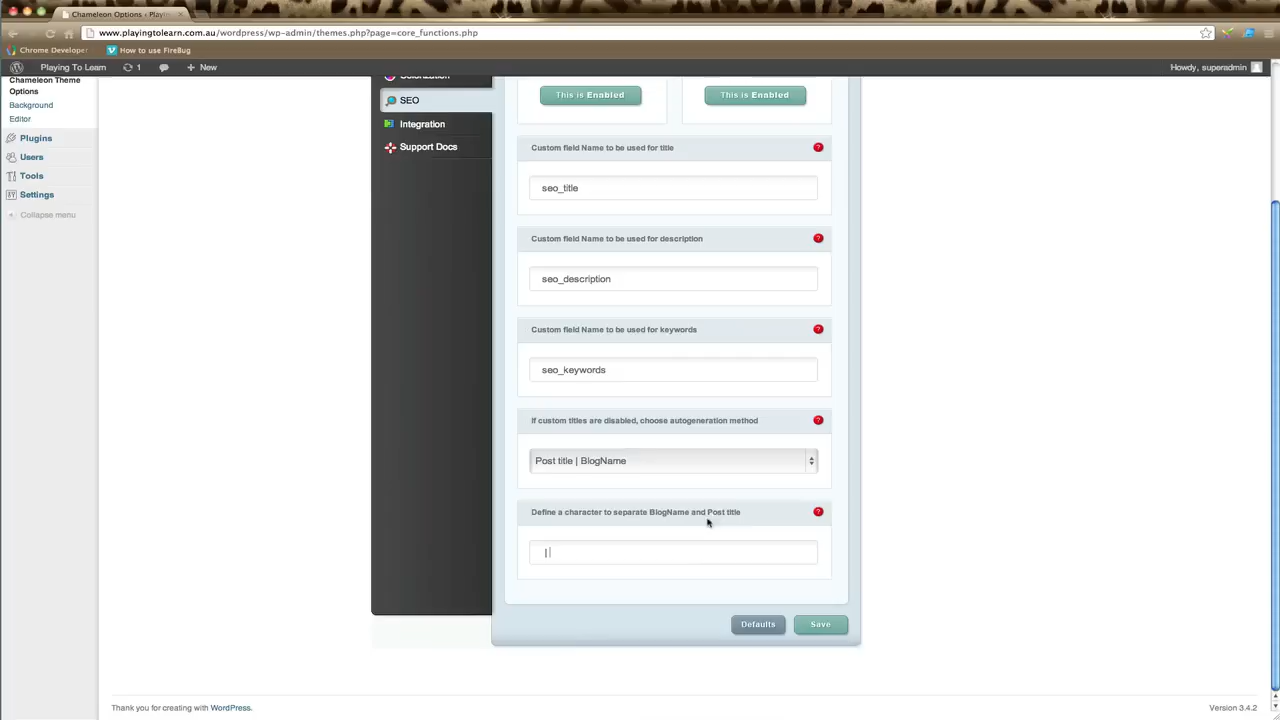 Chameleon Options ‹ Playin
www.playingtolearn.com.au/wordpress/wp-admin/themes.php?page=core_functions.php
Chrome Developer
How to use FireBug
Playing To Learn
1
+ New
Howdy, superadmin
Chameleon Theme
Options
Background
Editor
Plugins
Users
Tools
Settings
Collapse menu
Colorization
SEO
Integration
Support Docs
This is Enabled
This is Enabled
Custom field Name to be used for title
?
seo_title
Custom field Name to be used for description
?
seo_description
Custom field Name to be used for keywords
?
seo_keywords
If custom titles are disabled, choose autogeneration method
?
Post title | BlogName
Define a character to separate BlogName and Post title
?
|
Defaults
Save
Thank you for creating with WordPress.
Version 3.4.2